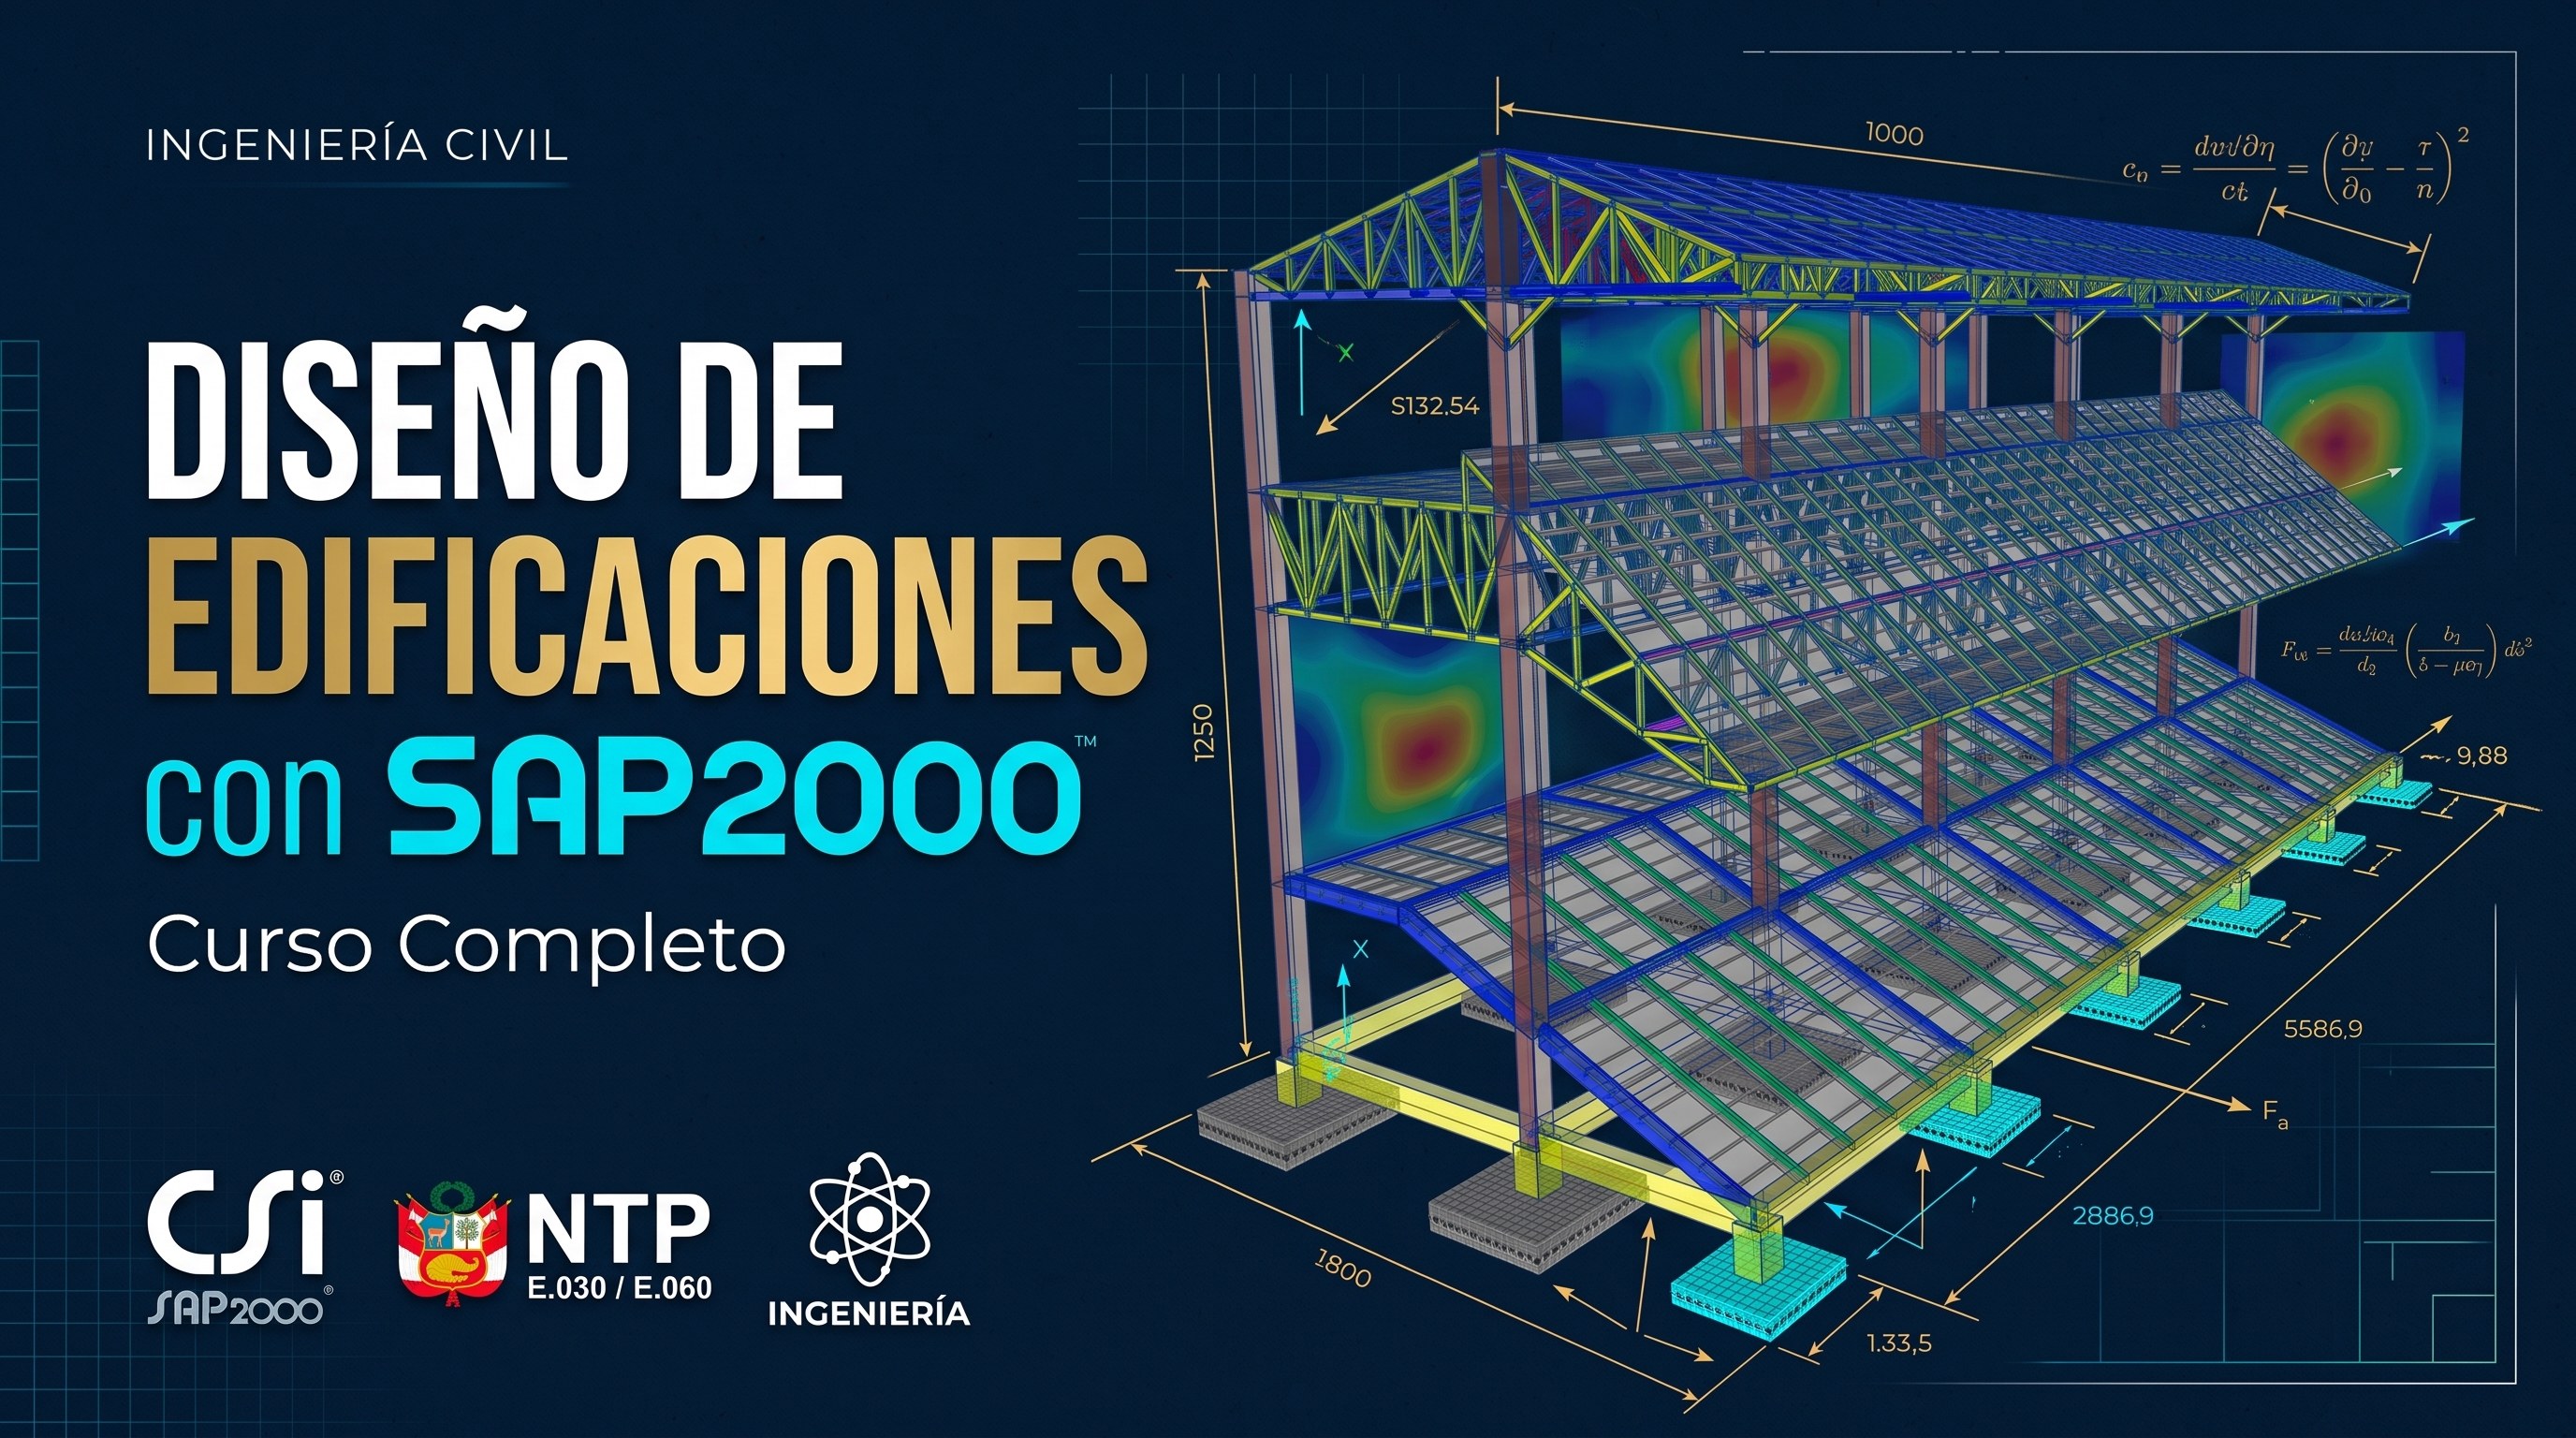 INGENIERÍA CIVIL
DISEÑO DE
EDIFICACIONES
con SAP2000™
Curso Completo
CSi®
SAP2000®
NTP
E.030 / E.060
INGENIERÍA
1000
S132,54
X
1250
9,88
X
5586,9
Fa
2886,9
1800
1.33,5